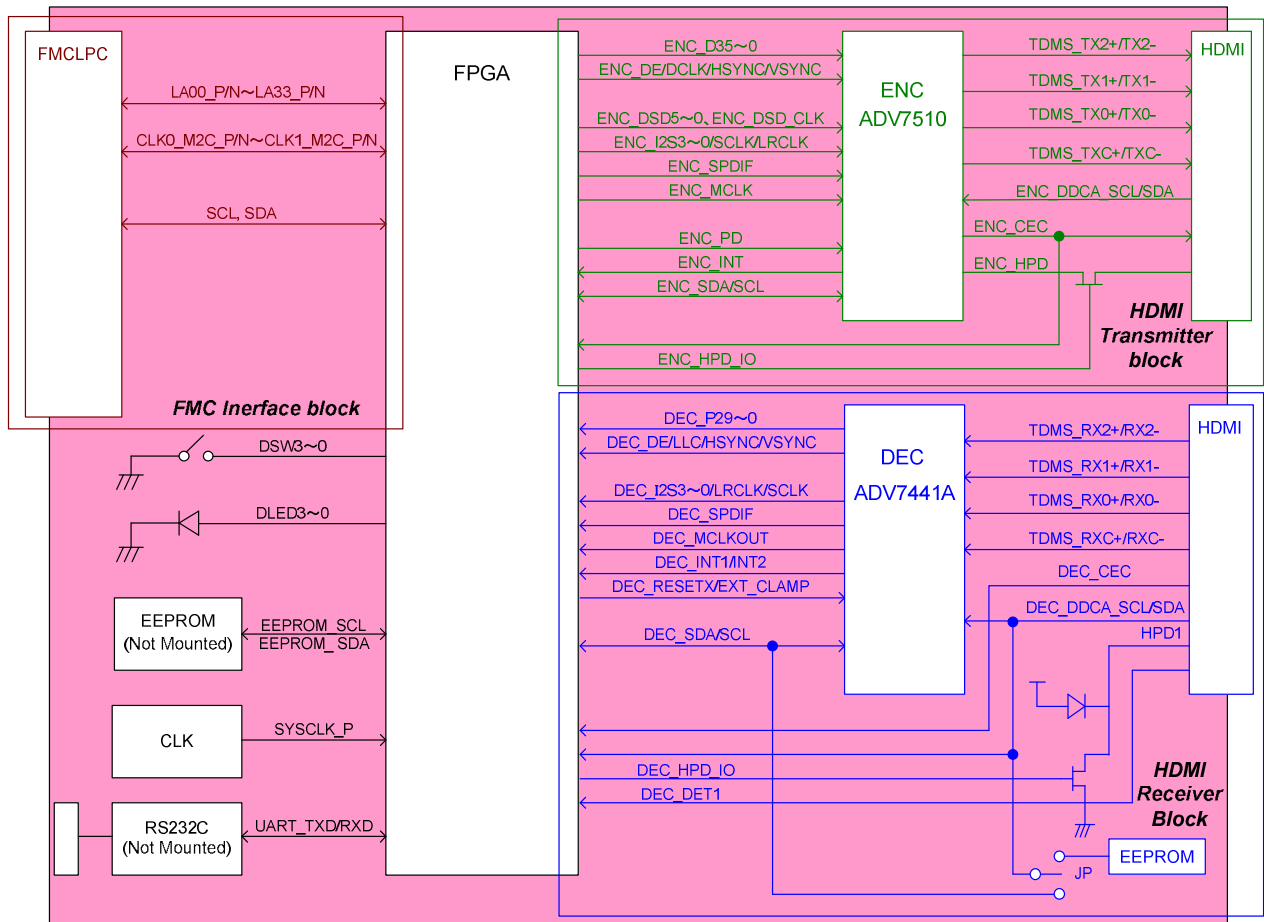 FMCLPC
LA00_P/N～LA33_P/N
CLK0_M2C_P/N～CLK1_M2C_P/N
SCL, SDA
FMC Inerface block
FPGA
DSW3～0
DLED3～0
EEPROM
(Not Mounted)
EEPROM_SCL
EEPROM_ SDA
CLK
SYSCLK_P
RS232C
(Not Mounted)
UART_TXD/RXD
ENC_D35～0
ENC_DE/DCLK/HSYNC/VSYNC
ENC_DSD5～0、ENC_DSD_CLK
ENC_I2S3～0/SCLK/LRCLK
ENC_SPDIF
ENC_MCLK
ENC_PD
ENC_INT
ENC_SDA/SCL
ENC_HPD_IO
ENC
ADV7510
TDMS_TX2+/TX2-
TDMS_TX1+/TX1-
TDMS_TX0+/TX0-
TDMS_TXC+/TXC-
ENC_DDCA_SCL/SDA
ENC_CEC
ENC_HPD
HDMI
HDMI
Transmitter
block
DEC_P29～0
DEC_DE/LLC/HSYNC/VSYNC
DEC_I2S3～0/LRCLK/SCLK
DEC_SPDIF
DEC_MCLKOUT
DEC_INT1/INT2
DEC_RESETX/EXT_CLAMP
DEC_SDA/SCL
DEC_HPD_IO
DEC_DET1
DEC
ADV7441A
TDMS_RX2+/RX2-
TDMS_RX1+/RX1-
TDMS_RX0+/RX0-
TDMS_RXC+/RXC-
DEC_CEC
DEC_DDCA_SCL/SDA
HPD1
HDMI
HDMI
Receiver
Block
JP
EEPROM